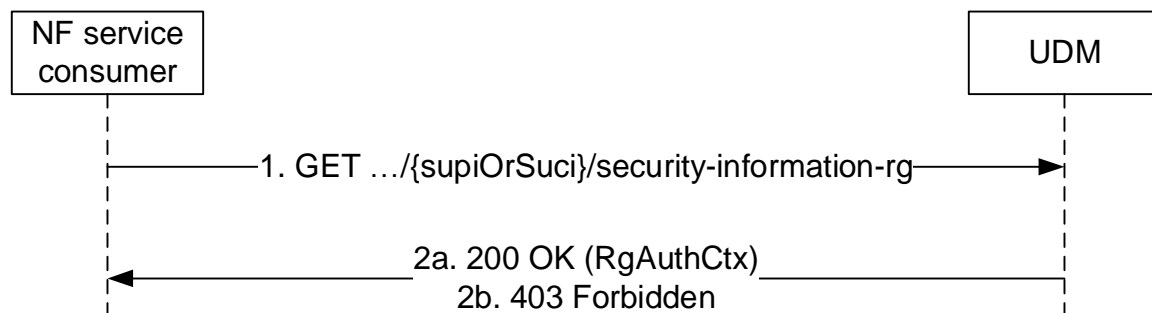 NF service
consumer
UDM
1. GET …/{supiOrSuci}/security-information-rg
2a. 200 OK (RgAuthCtx)
2b. 403 Forbidden